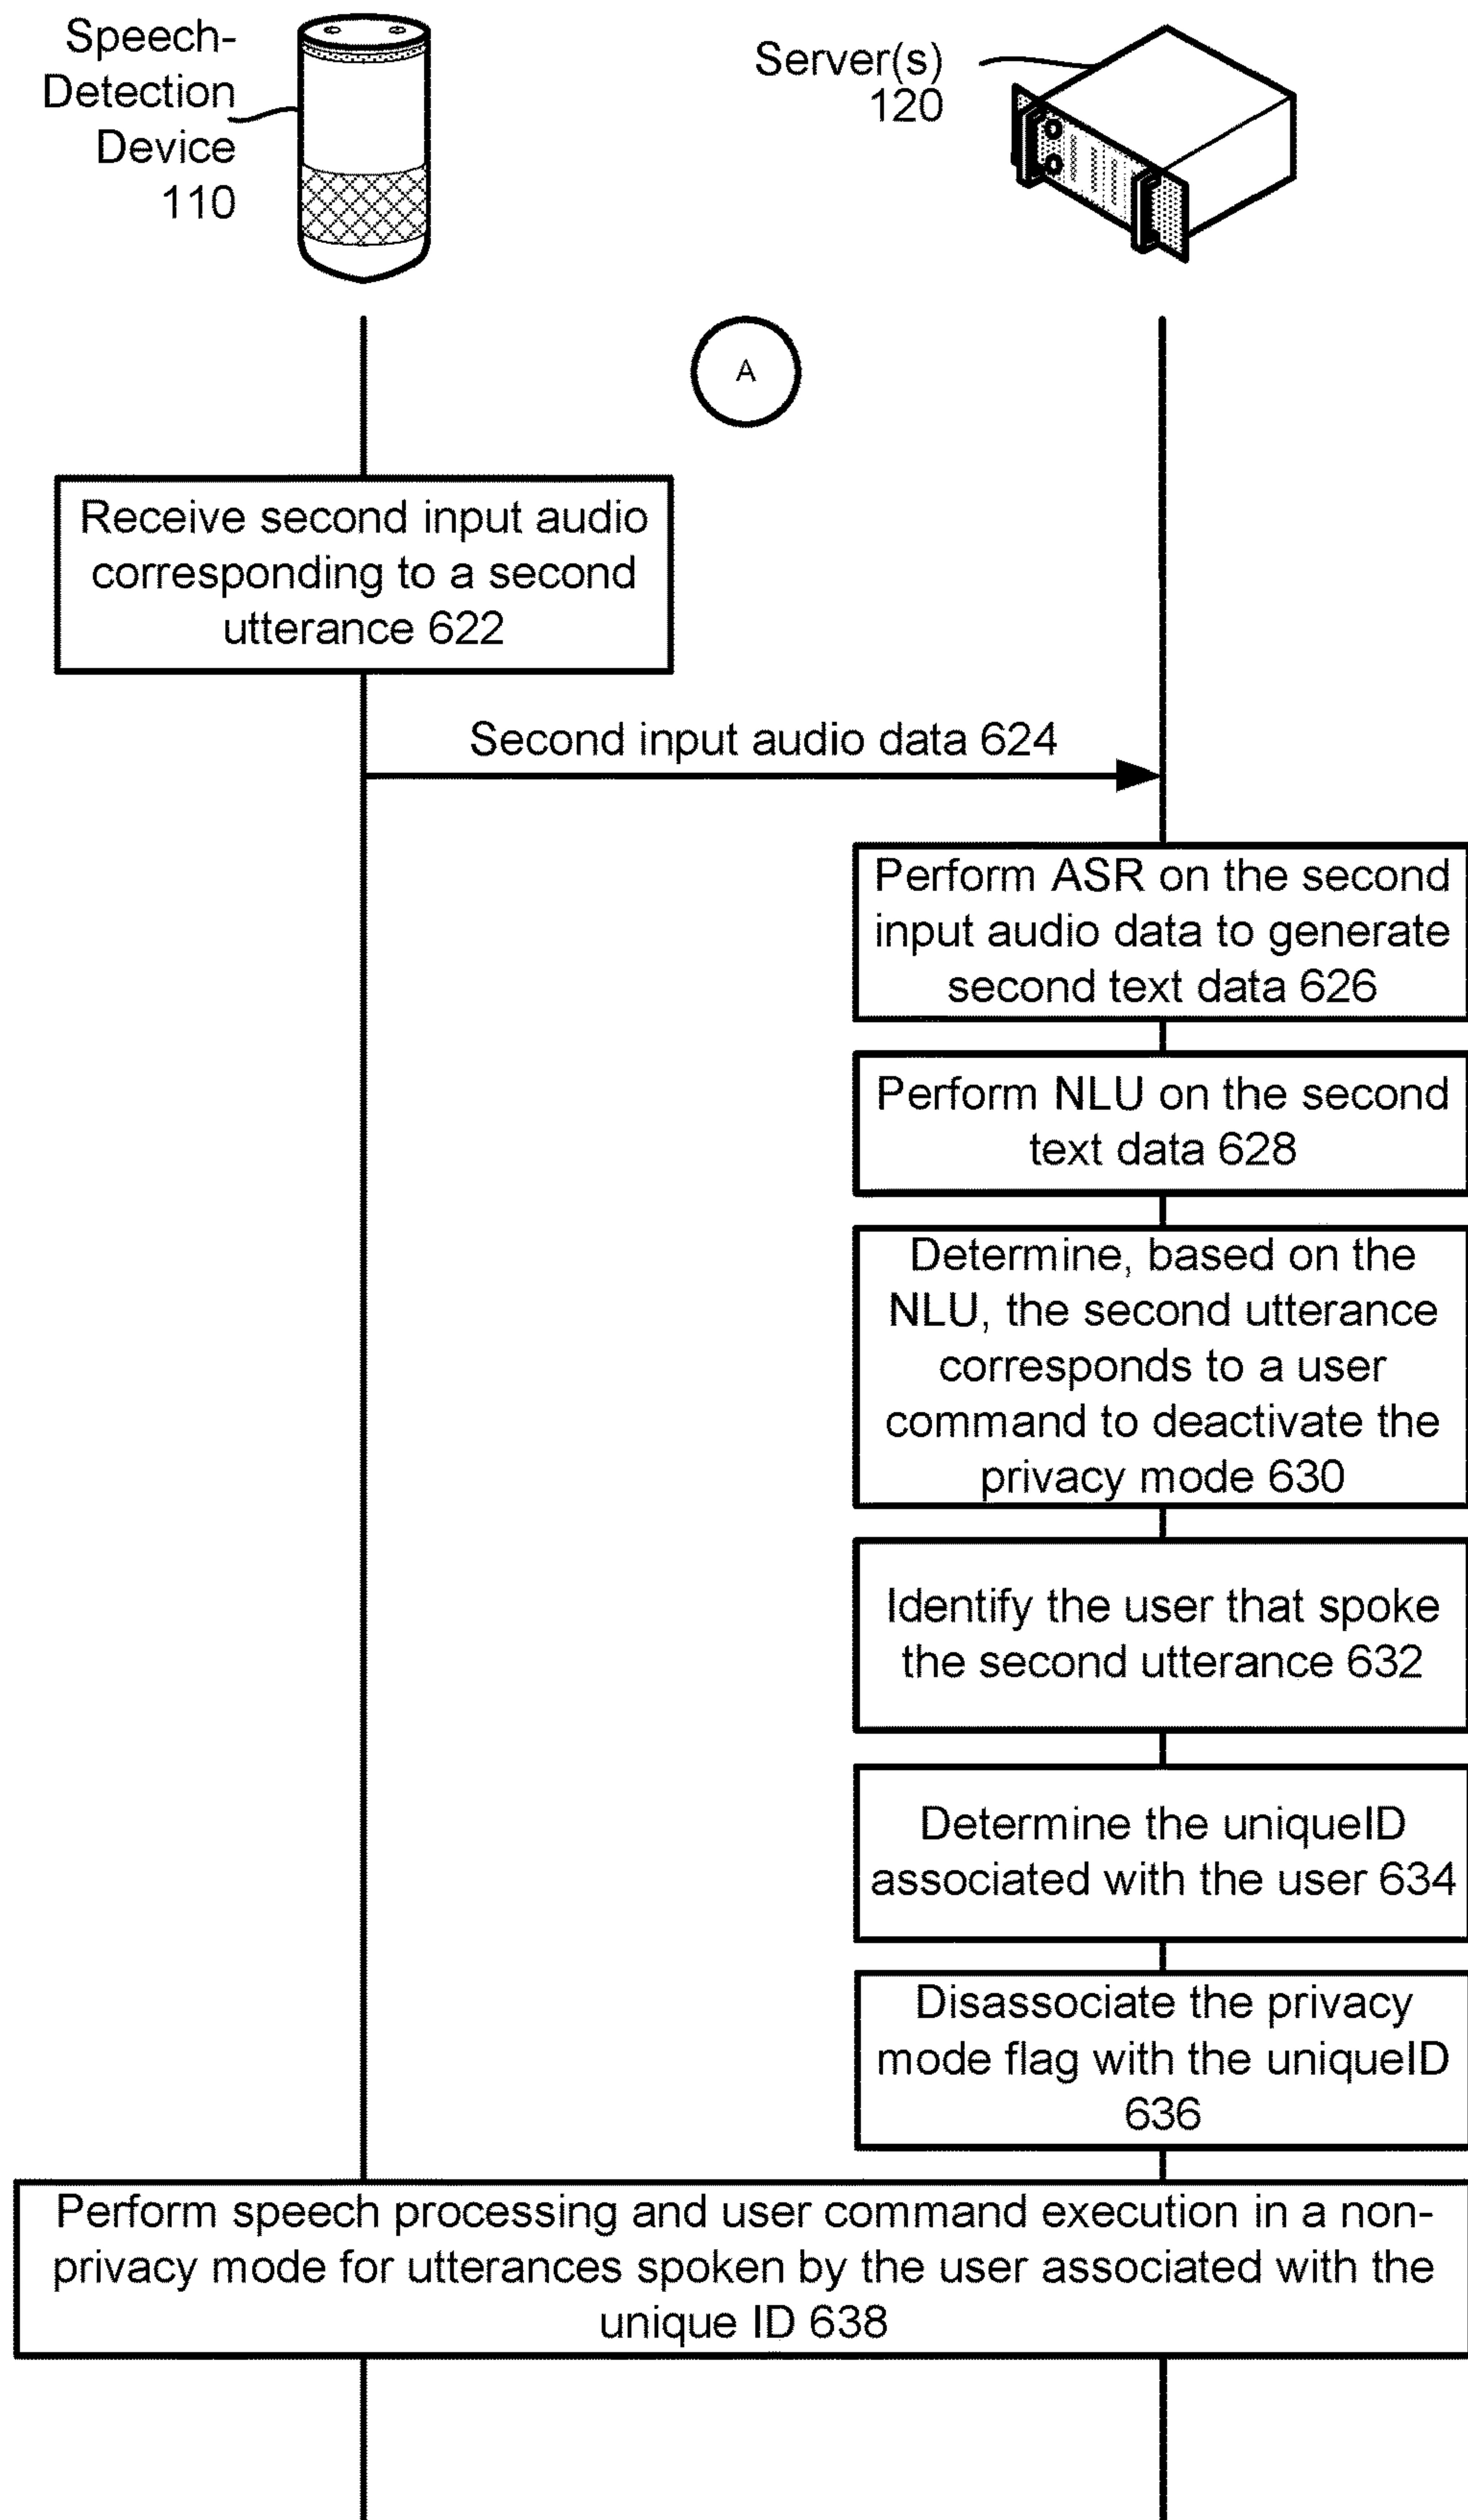 Speech-
Detection
Device
110
Server(s)
120
A
Receive second input audio
corresponding to a second
utterance 622
Second input audio data 624
Perform ASR on the second
input audio data to generate
second text data 626
Perform NLU on the second
text data 628
Determine, based on the
NLU, the second utterance
corresponds to a user
command to deactivate the
privacy mode 630
Identify the user that spoke
the second utterance 632
Determine the uniqueID
associated with the user 634
Disassociate the privacy
mode flag with the uniqueID
636
Perform speech processing and user command execution in a non-
privacy mode for utterances spoken by the user associated with the
unique ID 638